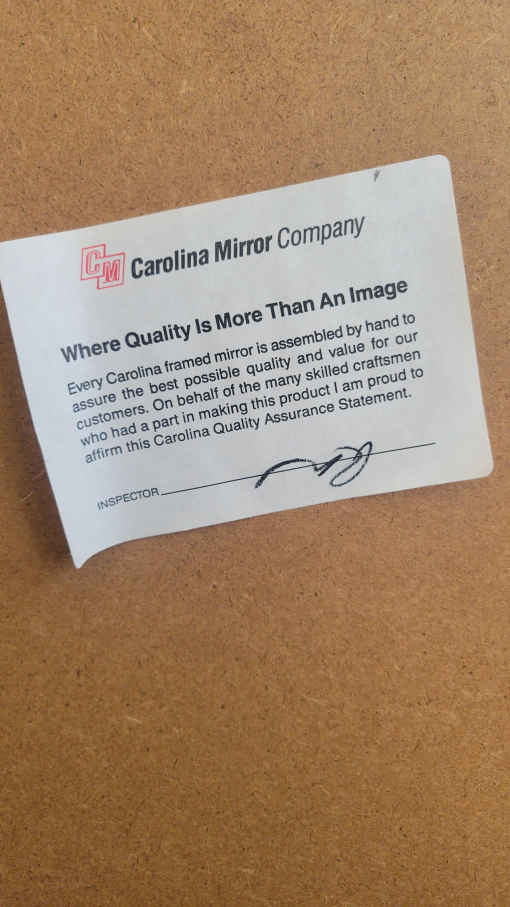 CM Carolina Mirror Company
Where Quality Is More Than An Image
Every Carolina framed mirror is assembled by hand to
assure the best possible quality and value for our
customers. On behalf of the many skilled craftsmen
who had a part in making this product I am proud to
affirm this Carolina Quality Assurance Statement.
INSPECTOR